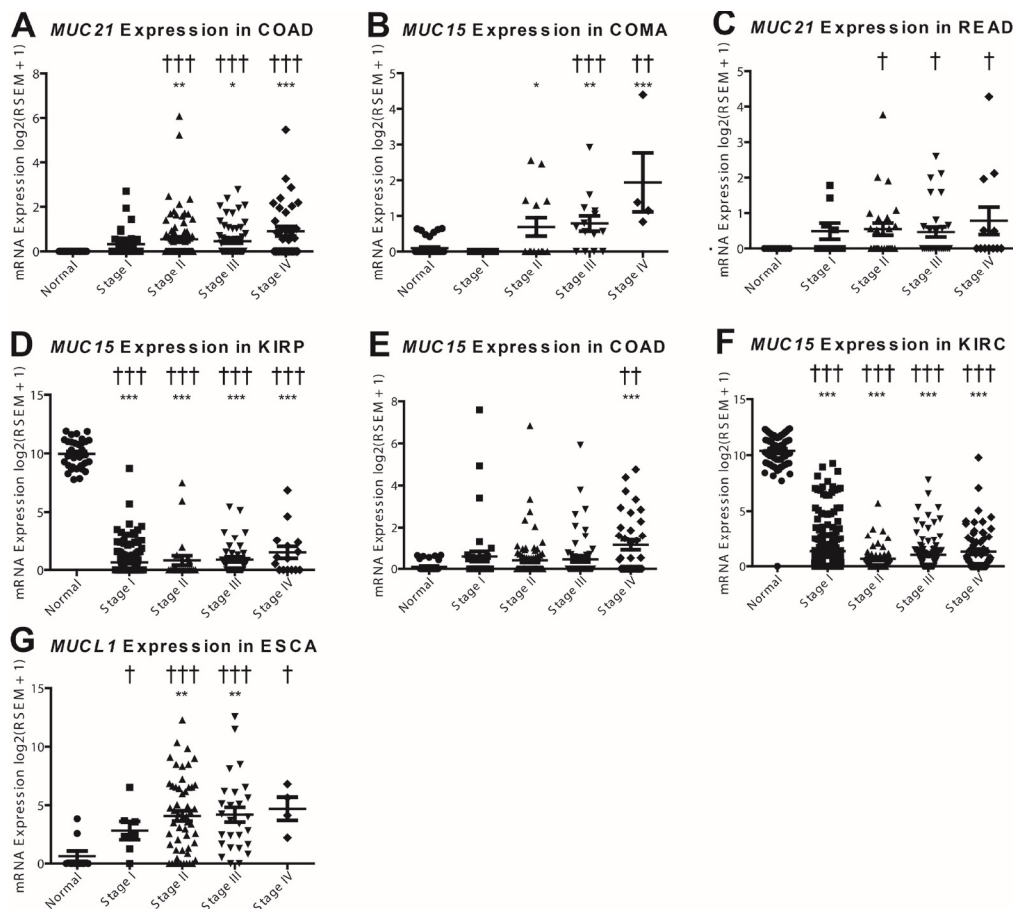 A MUC21 Expression in COAD
mRNA Expression log2(RSEM + 1)
††† ††† †††
** * ***
8
6
4
2
0
Normal
Stage I
Stage II
Stage III
Stage IV
B MUC15 Expression in COMA
mRNA Expression log2(RSEM + 1)
††† ††
* ** ***
5
4
3
2
1
0
Normal
Stage I
Stage II
Stage III
Stage IV
C MUC21 Expression in READ
mRNA Expression log2(RSEM + 1)
† † †
5
4
3
2
1
0
Normal
Stage I
Stage II
Stage III
Stage IV
D MUC15 Expression in KIRP
mRNA Expression log2(RSEM + 1)
††† ††† ††† †††
*** *** *** ***
15
10
5
0
Normal
Stage I
Stage II
Stage III
Stage IV
E MUC15 Expression in COAD
mRNA Expression log2(RSEM + 1)
††
***
8
6
4
2
0
Normal
Stage I
Stage II
Stage III
Stage IV
F MUC15 Expression in KIRC
mRNA Expression log2(RSEM + 1)
††† ††† ††† †††
*** *** *** ***
15
10
5
0
Normal
Stage I
Stage II
Stage III
Stage IV
G MUCL1 Expression in ESCA
mRNA Expression log2(RSEM + 1)
† ††† ††† †
** **
15
10
5
0
Normal
Stage I
Stage II
Stage III
Stage IV